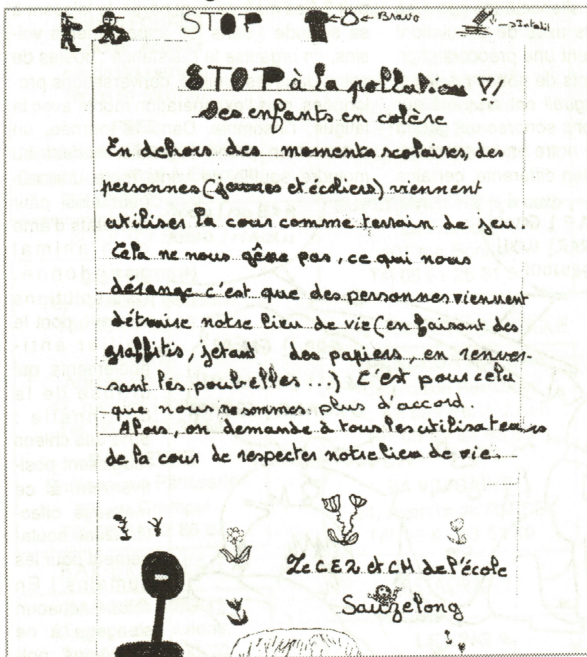 STOP Bravo
STOP à la pollution
Des enfants en colère
En dehors des moments scolaires, des
personnes (jeunes et écoliers) viennent
utiliser la cour comme terrain de jeu.
Cela ne nous gêne pas, ce qui nous
dérange c'est que des personnes viennent
détruire notre lieu de vie (en faisant des
graffitis, jetant des papiers, en renver-
sant les poubelles ...) C'est pour cela
que nous ne sommes plus d'accord
Alors, on demande à tous les utilisateurs
de la cour de respecter notre lieu de vie.
Le C.E.2. et CM de l'école
Sauzelong